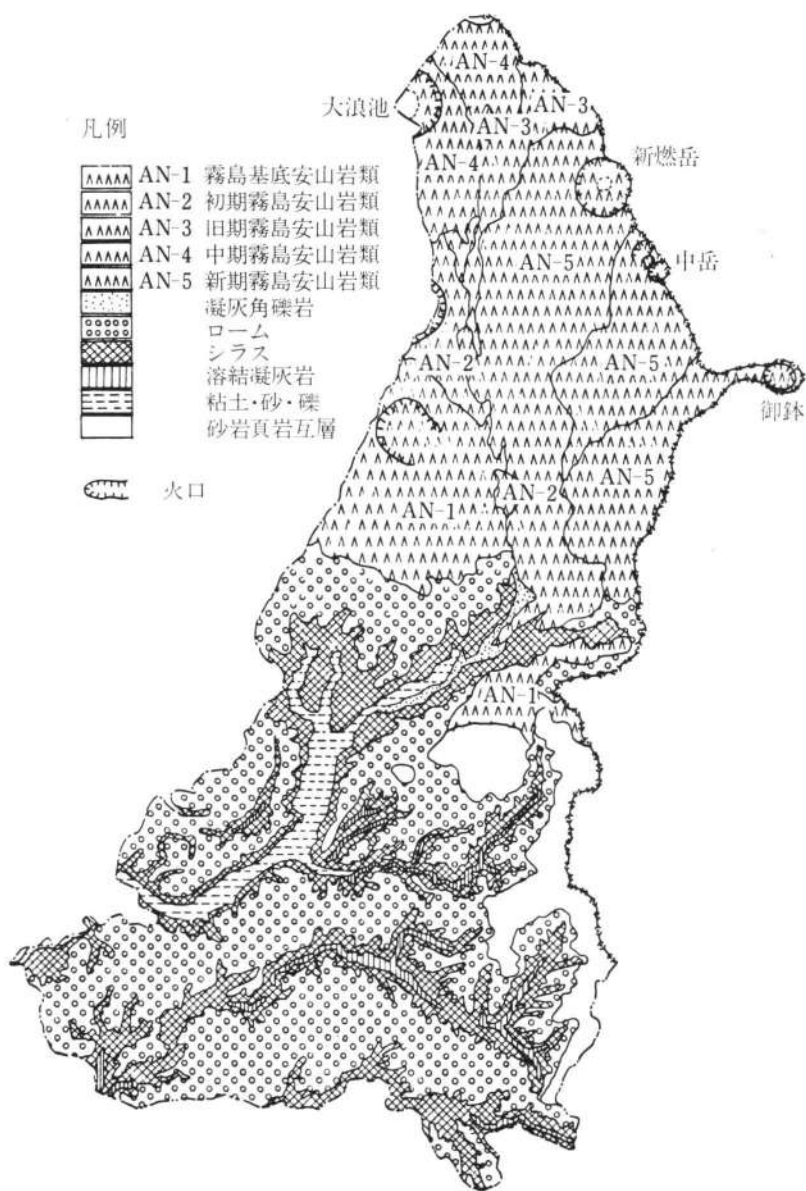 凡例
AN-1 霧島基底安山岩類
AN-2 初期霧島安山岩類
AN-3 旧期霧島安山岩類
AN-4 中期霧島安山岩類
AN-5 新期霧島安山岩類
凝灰角礫岩
ローム
シラス
溶結凝灰岩
粘土・砂・礫
砂岩頁岩互層
火口
AN-4
大浪池
AN-3
AN-3
AN-4
新燃岳
AN-5
中岳
AN-2
AN-5
御鉢
AN-5
AN-2
AN-1
AN-1